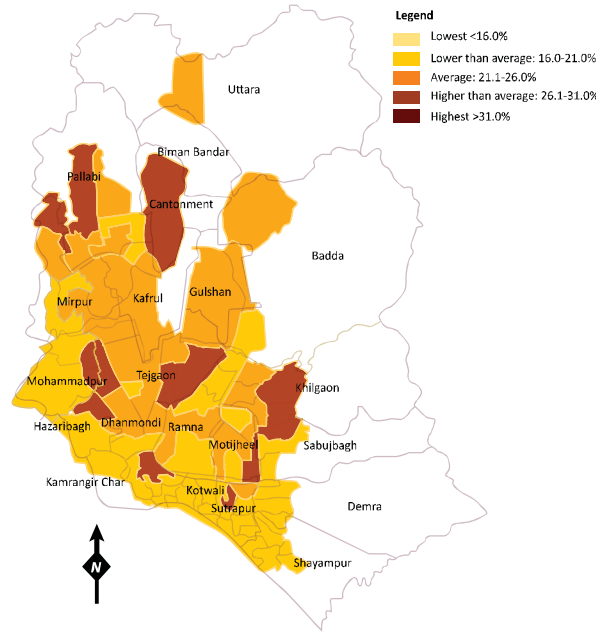 Legend
Lowest <16.0%
Lower than average: 16.0-21.0%
Average: 21.1-26.0%
Higher than average: 26.1-31.0%
Highest >31.0%
Uttara
Biman Bandar
Pallabi
Cantonment
Badda
Mirpur
Kafrul
Gulshan
Mohammadpur
Tejgaon
Khilgaon
Hazaribagh
Dhanmondi
Ramna
Motijheel
Sabujbagh
Kamrangir Char
Kotwali
Sutrapur
Demra
Shayampur
N